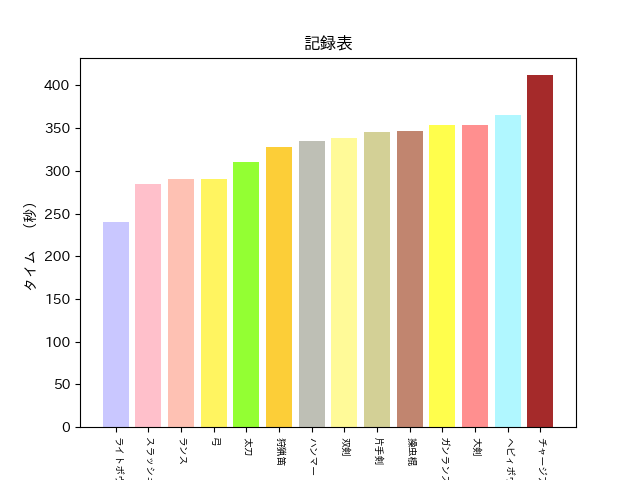 記録表
タイム （秒）
400
350
300
250
200
150
100
50
0
ライトボウ
スラッシュ
ランス
弓
太刀
狩猟笛
ハンマー
双剣
片手剣
操虫棍
ガンランス
大剣
ヘビィボウ
チャージア